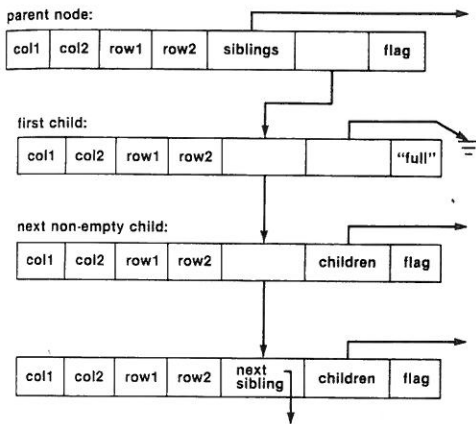 parent node:
col1 col2 row1 row2 siblings flag
first child:
col1 col2 row1 row2 "full"
next non-empty child:
col1 col2 row1 row2 children flag
col1 col2 row1 row2 next sibling children flag